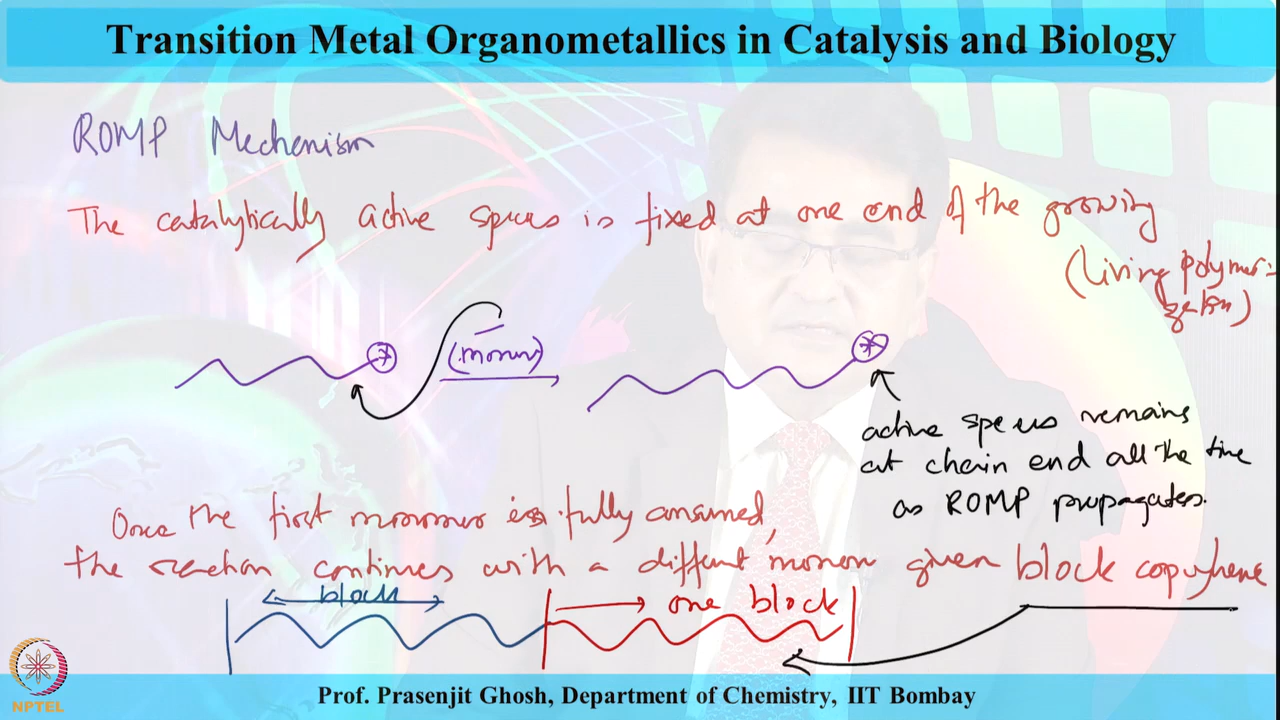 Transition Metal Organometallics in Catalysis and Biology
ROMP Mechenism
The catalytically active species is fixed at one end of the growing
(living polymeri-
zation)
(monomer)
active species remains
at chain end all the time
as ROMP propagates.
Once the first monomer is fully consumed,
the reaction continues with a different monomer given block copolymer
block
one block
NPTEL
Prof. Prasenjit Ghosh, Department of Chemistry, IIT Bombay